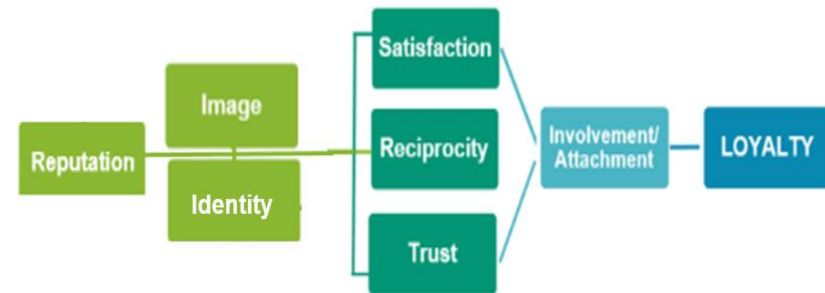 Reputation
Image
Identity
Satisfaction
Reciprocity
Trust
Involvement/
Attachment
LOYALTY